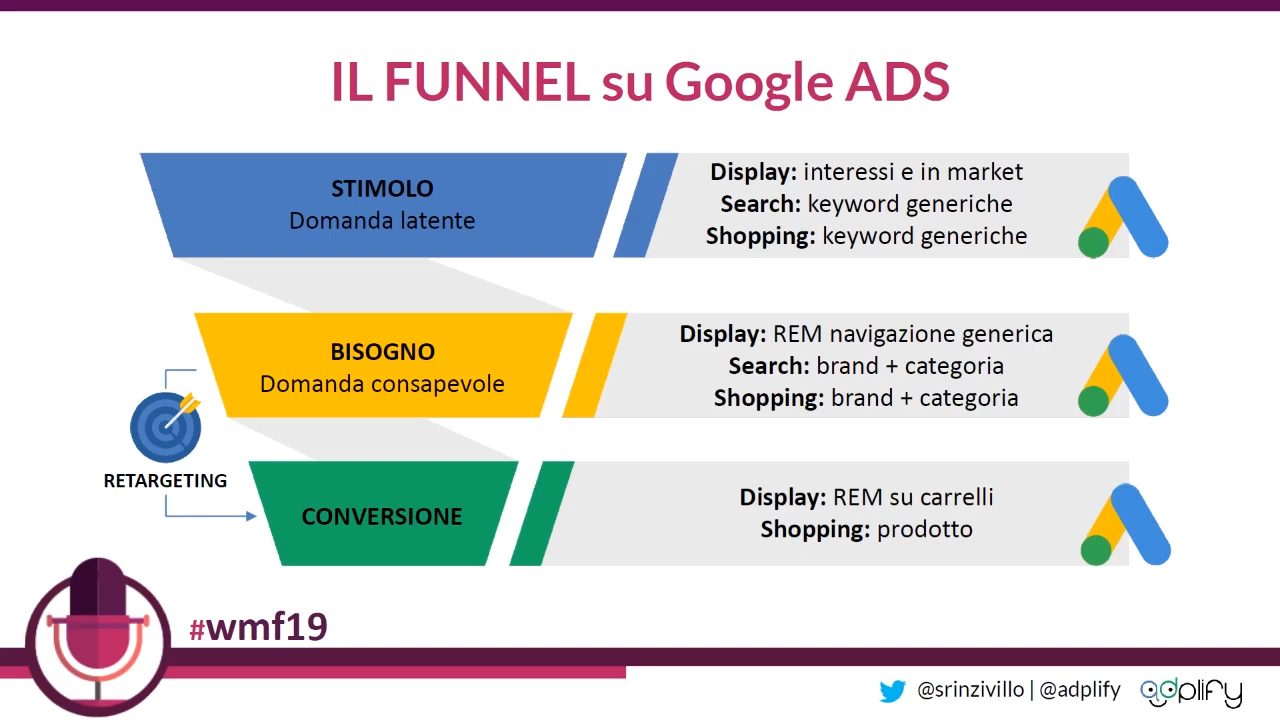 IL FUNNEL su Google ADS
STIMOLO
Domanda latente
Display: interessi e in market
Search: keyword generiche
Shopping: keyword generiche
BISOGNO
Domanda consapevole
Display: REM navigazione generica
Search: brand + categoria
Shopping: brand + categoria
RETARGETING
CONVERSIONE
Display: REM su carrelli
Shopping: prodotto
#wmf19
@srinzivillo | @adplify
adplify